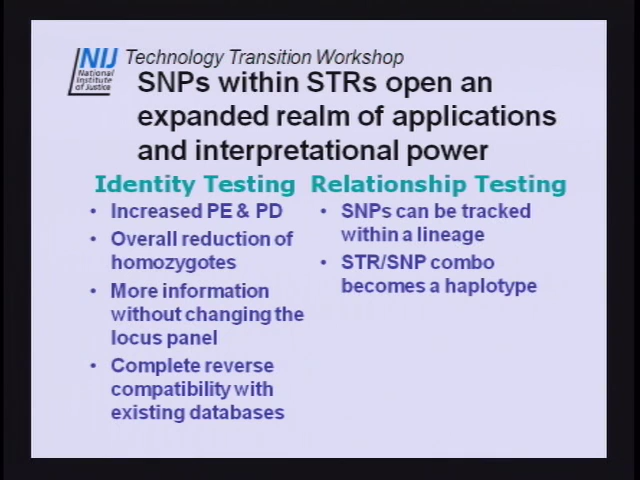 NIJ
National
Institute
of Justice
Technology Transition Workshop
SNPs within STRs open an
expanded realm of applications
and interpretational power
Identity Testing
• Increased PE & PD
• Overall reduction of
homozygotes
• More information
without changing the
locus panel
• Complete reverse
compatibility with
existing databases
Relationship Testing
• SNPs can be tracked
within a lineage
• STR/SNP combo
becomes a haplotype